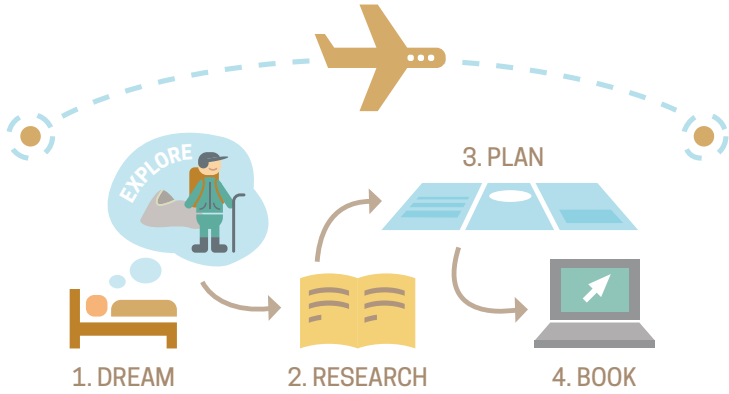 EXPLORE
3. PLAN
1. DREAM
2. RESEARCH
4. BOOK